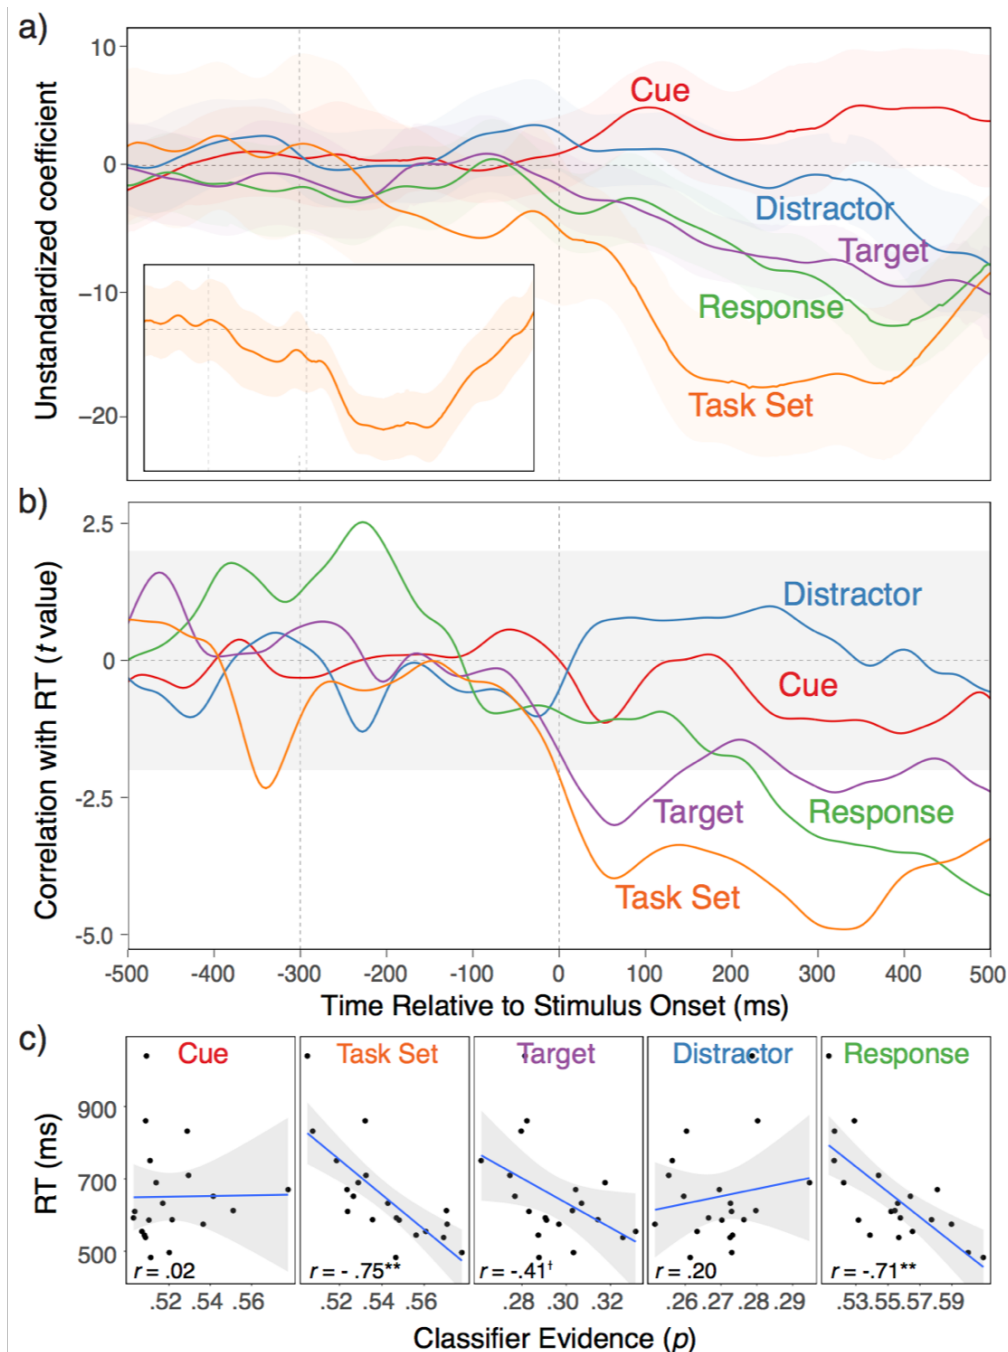 a)
Unstandardized coefficient
10
0
−10
−20
Cue
Distractor
Target
Response
Task Set
b)
Correlation with RT (t value)
2.5
0
-2.5
-5.0
Distractor
Cue
Target
Response
Task Set
-500 -400 -300 -200 -100 0 100 200 300 400 500
Time Relative to Stimulus Onset (ms)
c)
Cue Task Set Target Distractor Response
RT (ms)
900
700
500
r = .02 r = - .75** r = -.41† r = .20 r = -.71**
.52 .54 .56 .52 .54 .56 .28 .30 .32 .26 .27 .28 .29 .53 .55 .57 .59
Classifier Evidence (p)